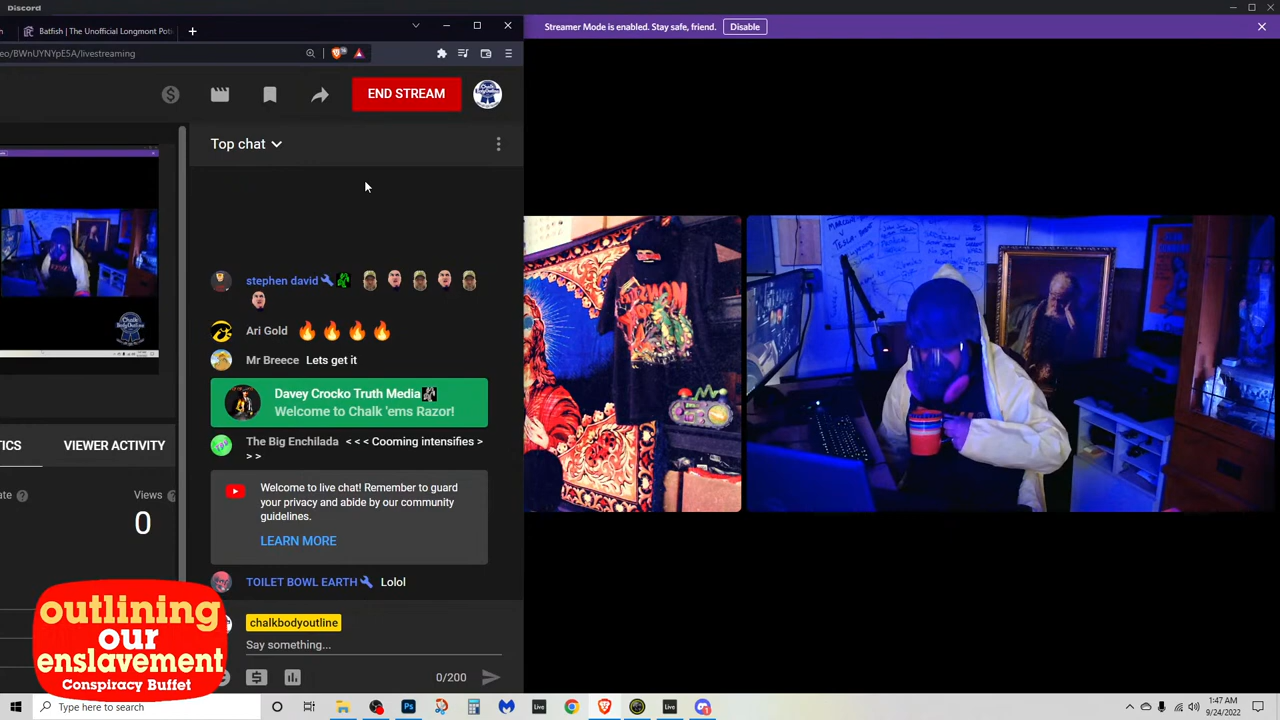 Discord
Batfish | The Unofficial Longmont Pot
eo/BWnUYNYpE5A/livestreaming
Streamer Mode is enabled. Stay safe, friend.
Disable
END STREAM
Top chat
stephen david
Ari Gold
Mr Breece Lets get it
Davey Crocko Truth Media
Welcome to Chalk 'ems Razor!
The Big Enchilada < < < Cooming intensifies >
> >
Welcome to live chat! Remember to guard
your privacy and abide by our community
guidelines.
LEARN MORE
TOILET BOWL EARTH Lolol
chalkbodyoutline
Say something...
0/200
TICS
VIEWER ACTIVITY
ate
Views
0
outlining
our
enslavement
Conspiracy Buffet
Type here to search
Live
Live
1:47 AM
9/24/2022